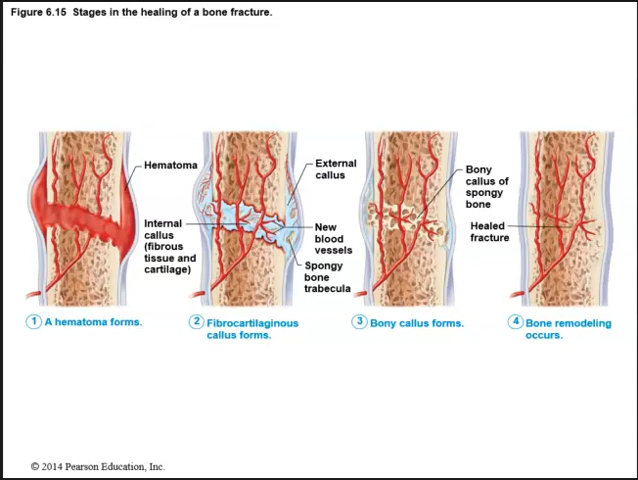 Figure 6.15 Stages in the healing of a bone fracture.
Hematoma
Internal
callus
(fibrous
tissue and
cartilage)
External
callus
New
blood
vessels
Spongy
bone
trabecula
Bony
callus of
spongy
bone
Healed
fracture
1 A hematoma forms.
2 Fibrocartilaginous
callus forms.
3 Bony callus forms.
4 Bone remodeling
occurs.
© 2014 Pearson Education, Inc.